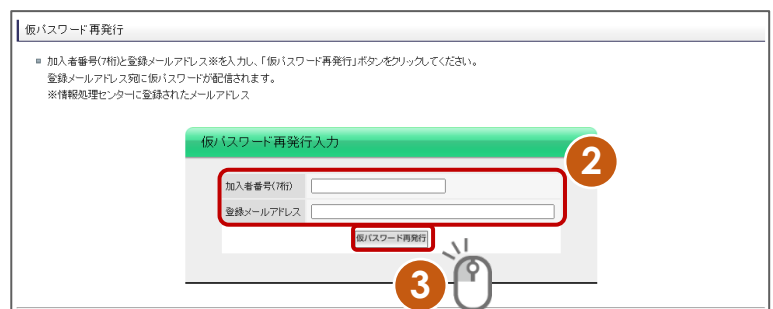 仮パスワード再発行
加入者番号(7桁)と登録メールアドレス※を入力し、「仮パスワード再発行」ボタンをクリックしてください。
登録メールアドレス宛に仮パスワードが配信されます。
※情報処理センターに登録されたメールアドレス
仮パスワード再発行入力
2
加入者番号(7桁)
登録メールアドレス
仮パスワード再発行
3